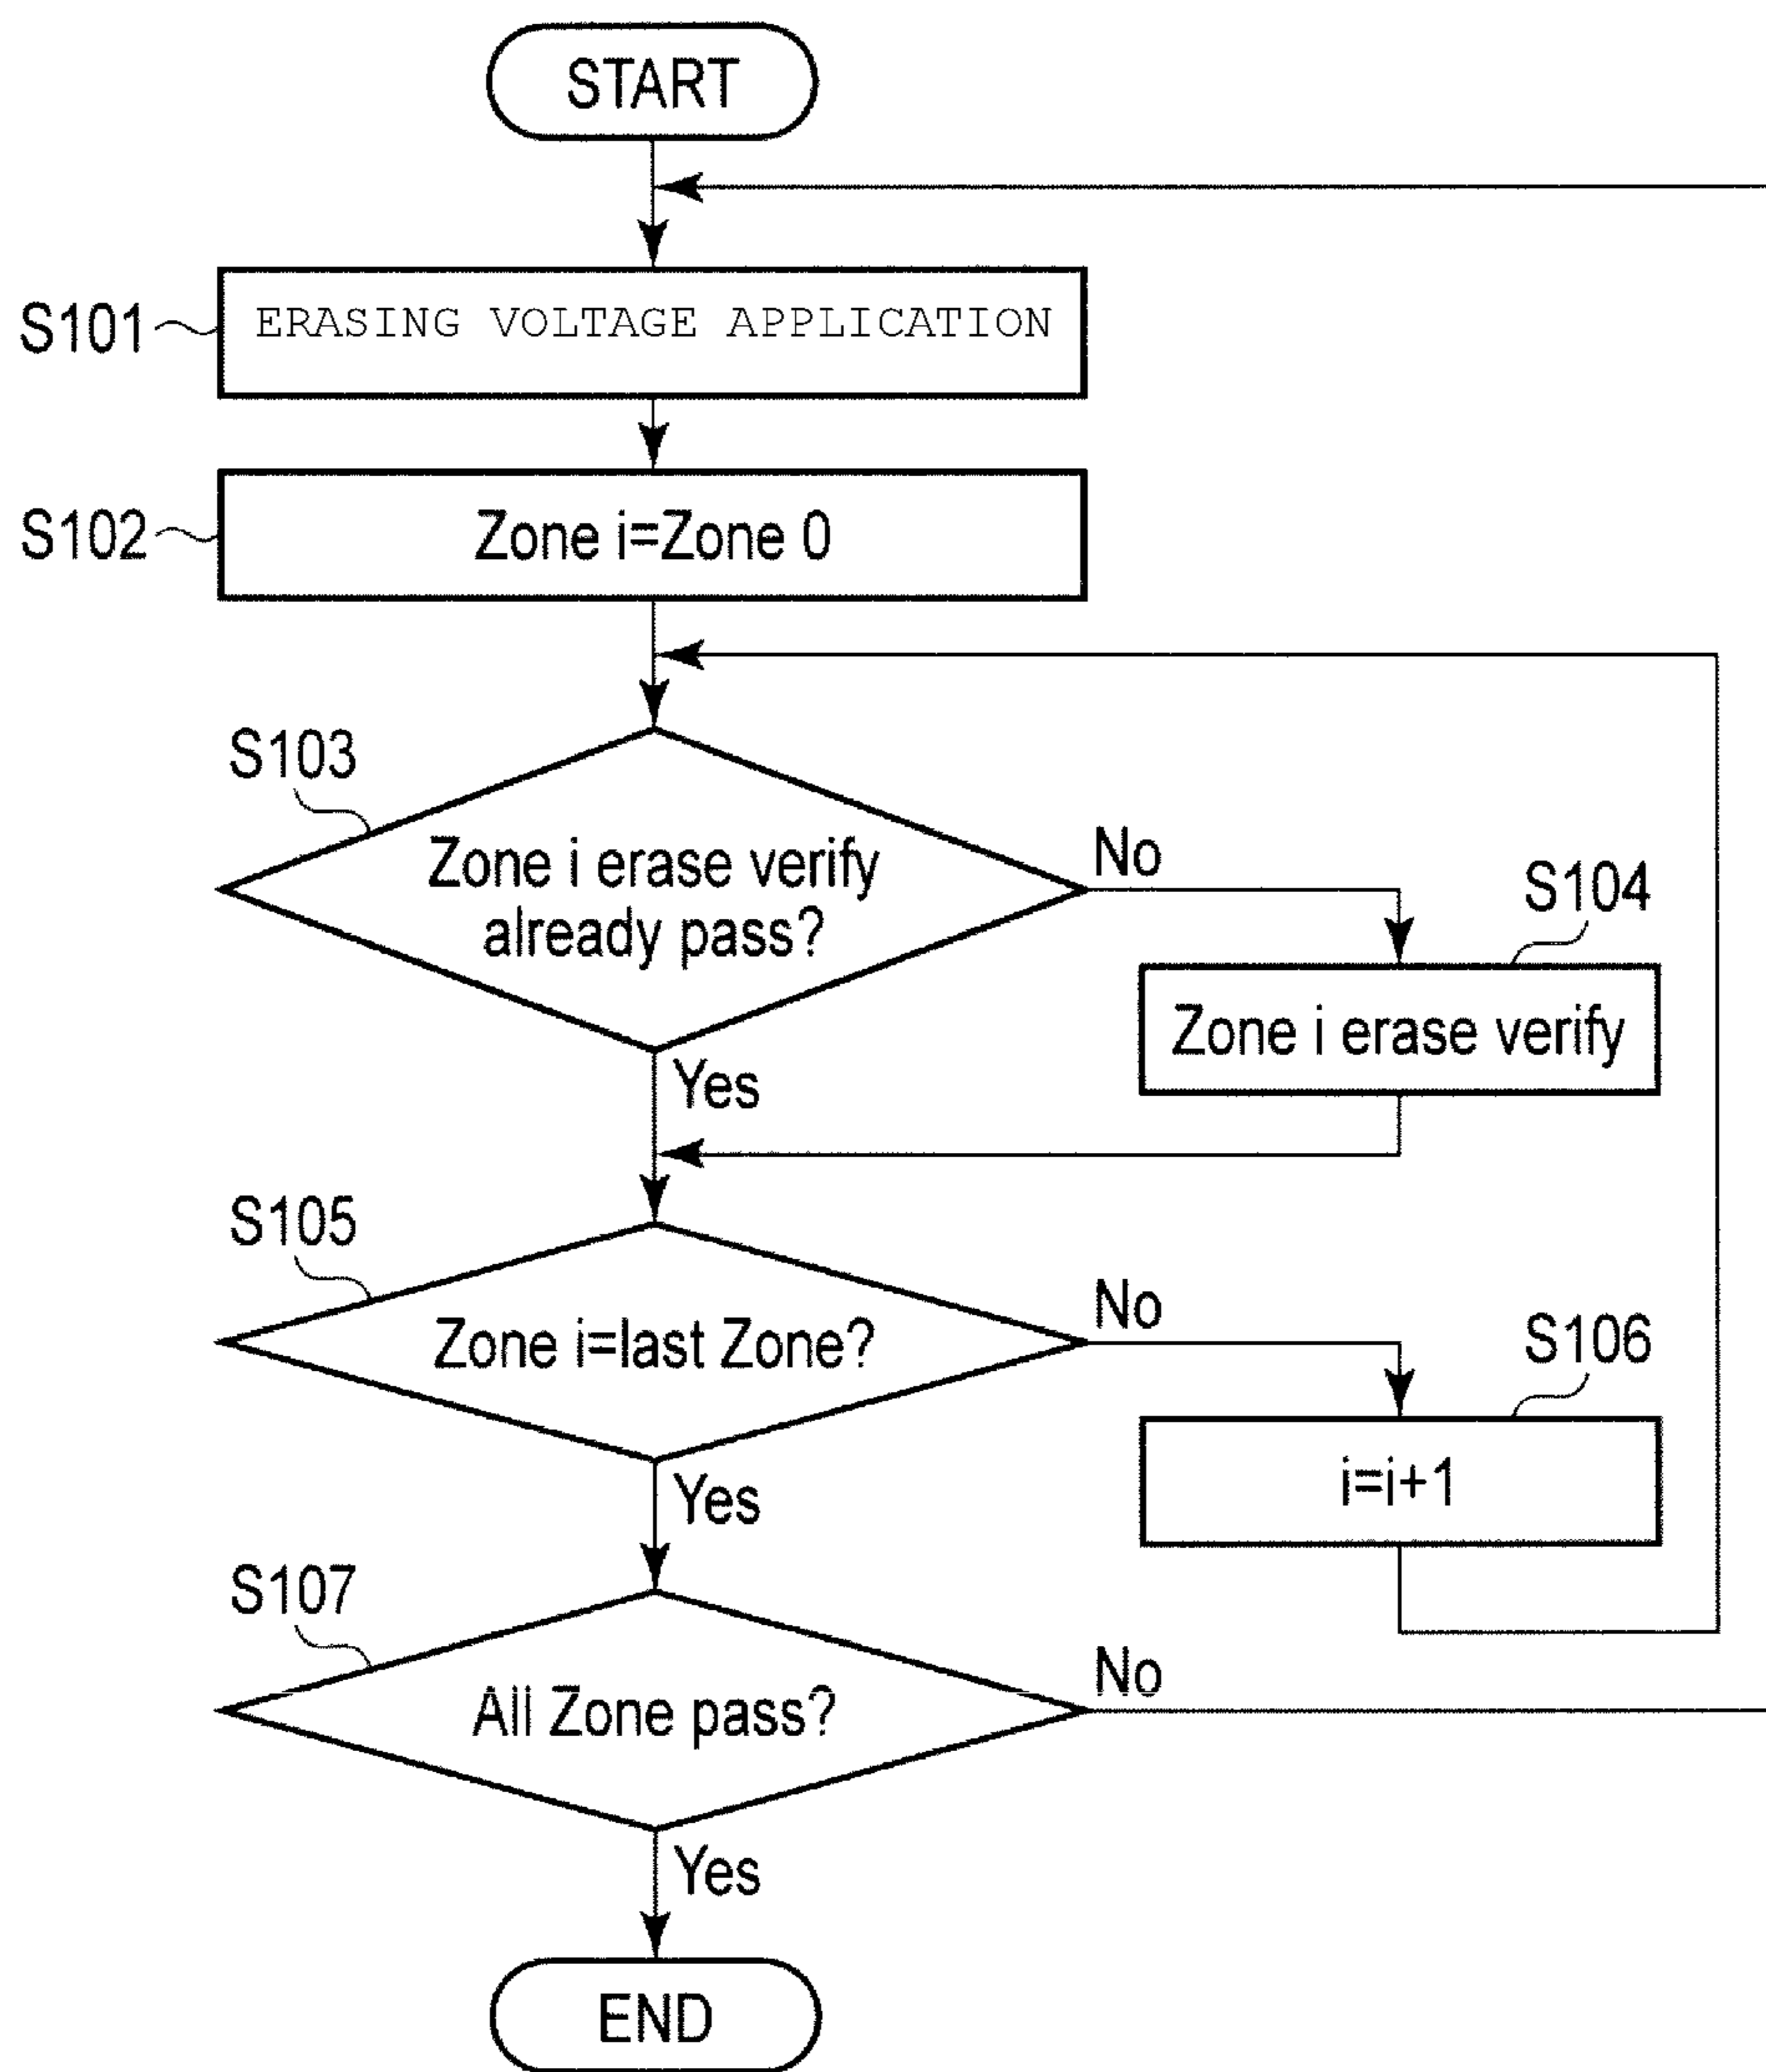 START
S101
ERASING VOLTAGE APPLICATION
S102
Zone i=Zone 0
S103
Zone i erase verify
already pass?
No
S104
Zone i erase verify
Yes
S105
Zone i=last Zone?
No
S106
i=i+1
Yes
S107
All Zone pass?
No
Yes
END